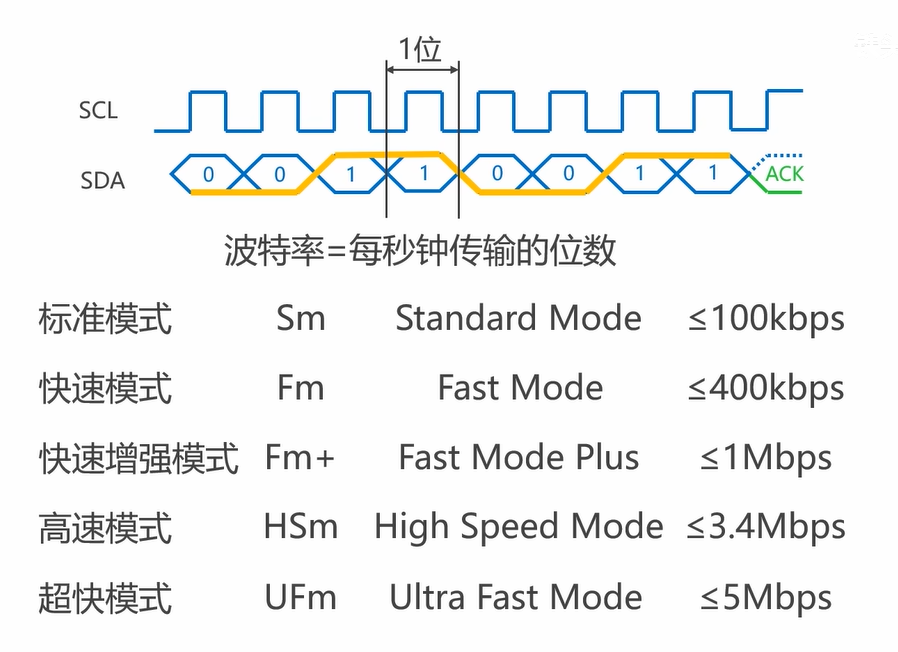 1位
SCL
SDA 0 0 1 1 0 0 1 1 ACK
波特率=每秒钟传输的位数
标准模式 Sm Standard Mode ≤100kbps
快速模式 Fm Fast Mode ≤400kbps
快速增强模式 Fm+ Fast Mode Plus ≤1Mbps
高速模式 HSm High Speed Mode ≤3.4Mbps
超快模式 UFm Ultra Fast Mode ≤5Mbps